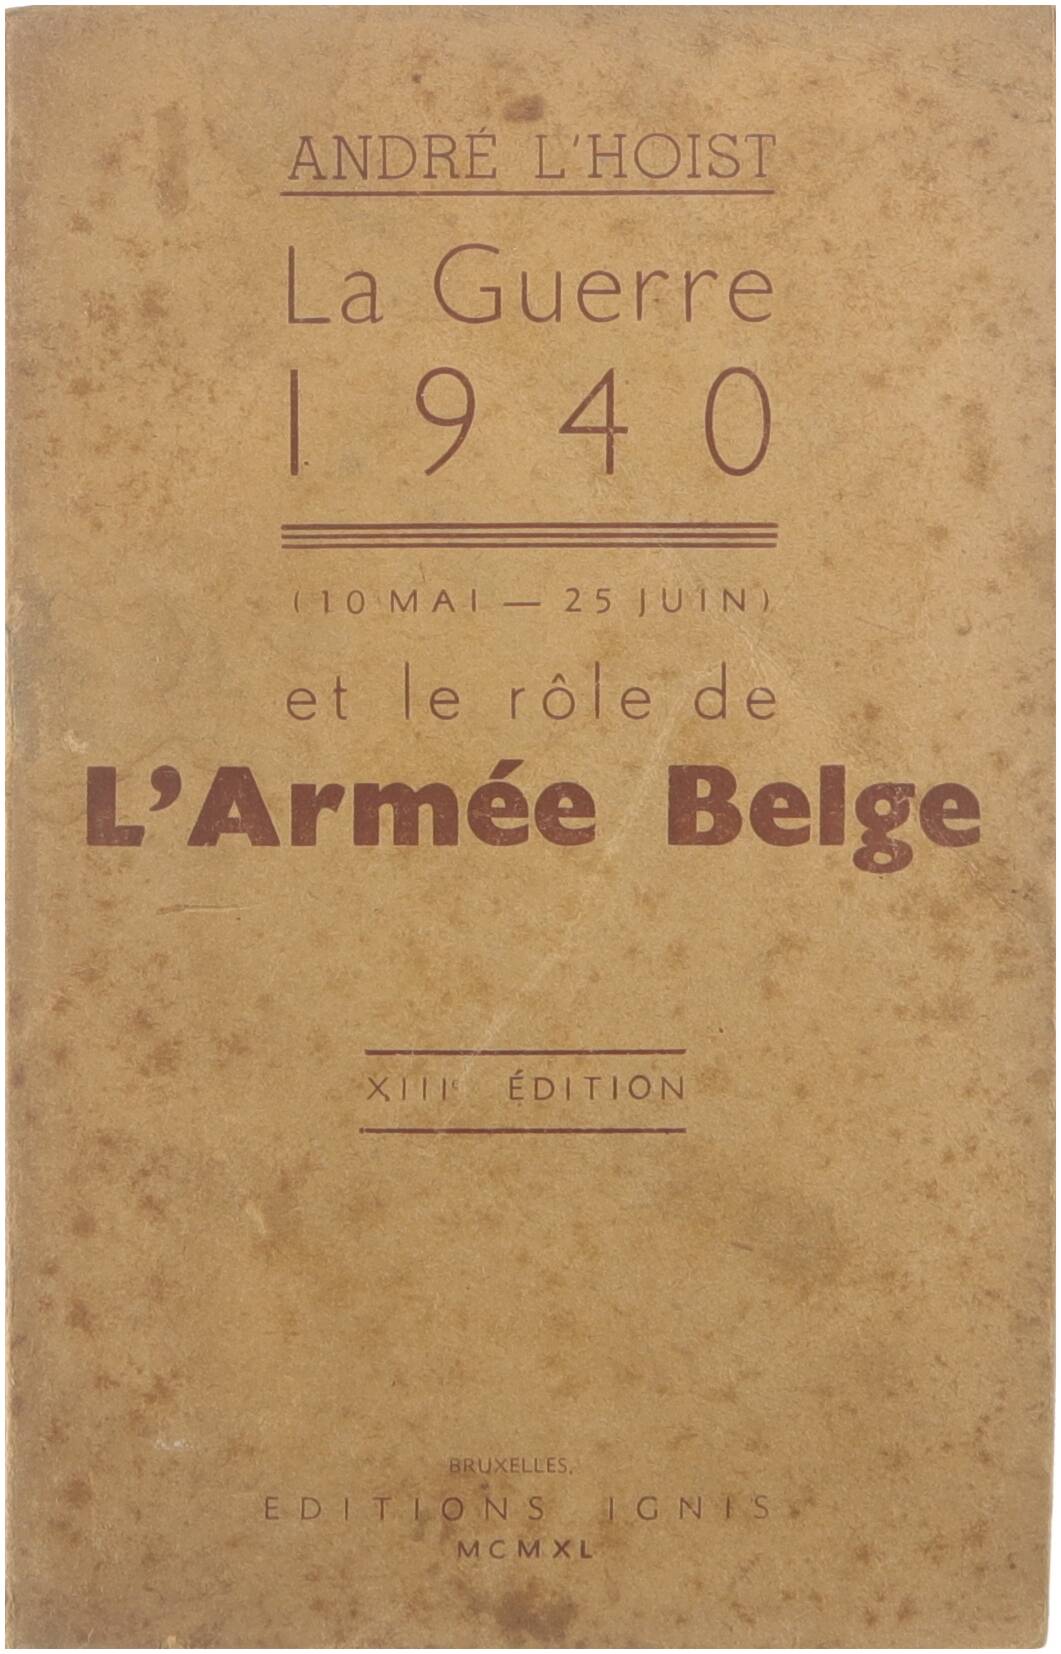 ANDRÉ L'HOIST
La Guerre
1940
(10 MAI — 25 JUIN)
et le rôle de
L'Armée Belge
XIIIe ÉDITION
BRUXELLES,
EDITIONS IGNIS
MCMXL